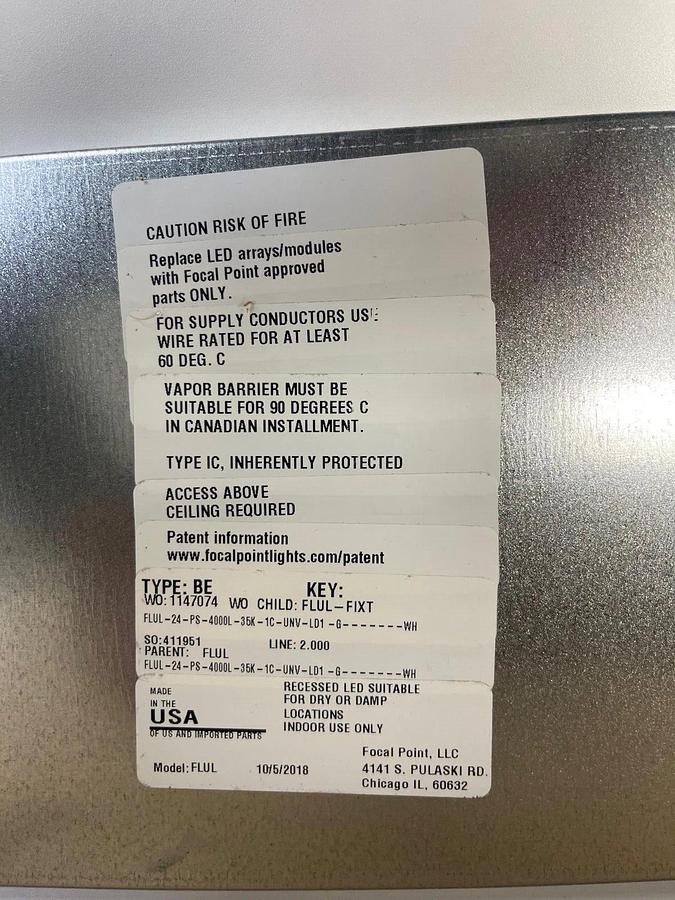 CAUTION RISK OF FIRE
Replace LED arrays/modules
with Focal Point approved
parts ONLY.
FOR SUPPLY CONDUCTORS USE
WIRE RATED FOR AT LEAST
60 DEG. C
VAPOR BARRIER MUST BE
SUITABLE FOR 90 DEGREES C
IN CANADIAN INSTALLMENT.
TYPE IC, INHERENTLY PROTECTED
ACCESS ABOVE
CEILING REQUIRED
Patent information
www.focalpointlights.com/patent
TYPE: BE KEY:
WO: 1147074 WO CHILD: FLUL-FIXT
FLUL-24-PS-4000L-35K-1C-UNV-LD1 -G-------WH
SO:411951 LINE: 2.000
PARENT: FLUL
FLUL-24-PS-4000L-35K-1C-UNV-LD1 -G-------WH
MADE
IN THE
USA
OF US AND IMPORTED PARTS
RECESSED LED SUITABLE
FOR DRY OR DAMP
LOCATIONS
INDOOR USE ONLY
Model: FLUL 10/5/2018
Focal Point, LLC
4141 S. PULASKI RD.
Chicago IL, 60632